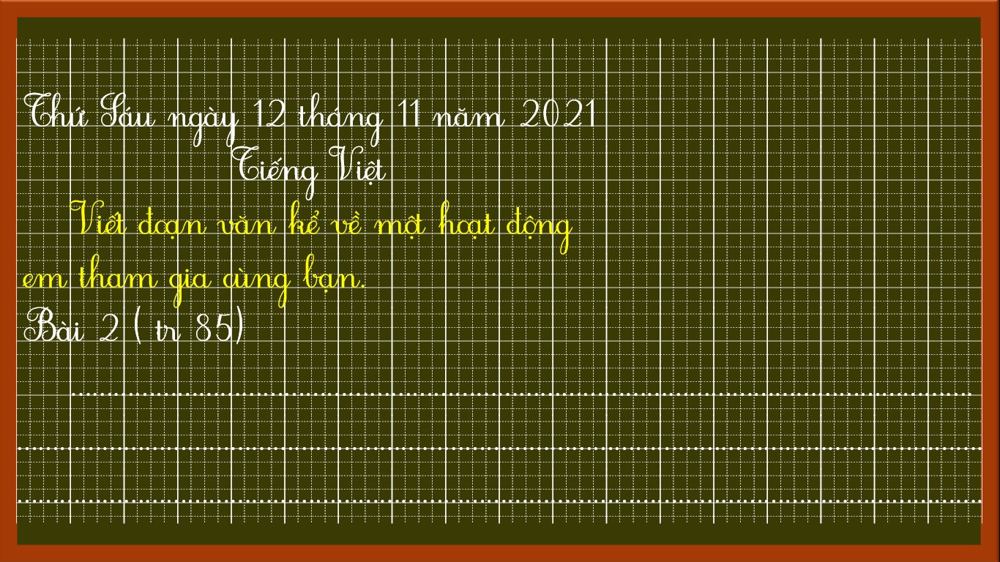 Thứ Sáu ngày 12 tháng 11 năm 2021
Tiếng Việt
Viết đoạn văn kể về một hoạt động
em tham gia cùng bạn.
Bài 2 ( tr 85)